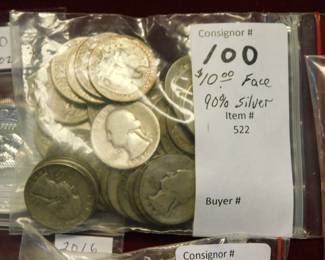 Consignor #
100
$10.00 Face
90% Silver
Item #
522
Buyer #
2016
Consignor #